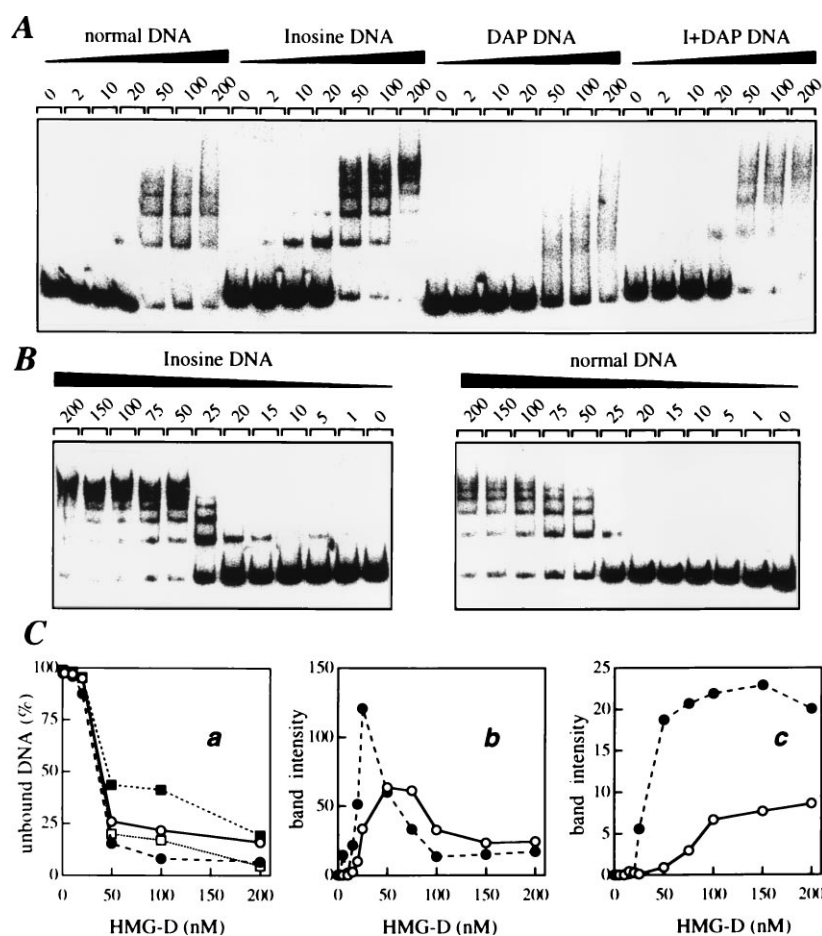 A
normal DNA Inosine DNA DAP DNA I+DAP DNA
0 2 10 20 50 100 200 0 2 10 20 50 100 200 0 2 10 20 50 100 200 0 2 10 20 50 100 200
B
Inosine DNA normal DNA
200 150 100 75 50 25 20 15 10 5 1 0 200 150 100 75 50 25 20 15 10 5 1 0
C
100 75 50 25 0
unbound DNA (%)
a
0 50 100 150 200
HMG-D (nM)
150 100 50 0
band intensity
b
0 50 100 150 200
HMG-D (nM)
25 20 15 10 5 0
band intensity
c
0 50 100 150 200
HMG-D (nM)